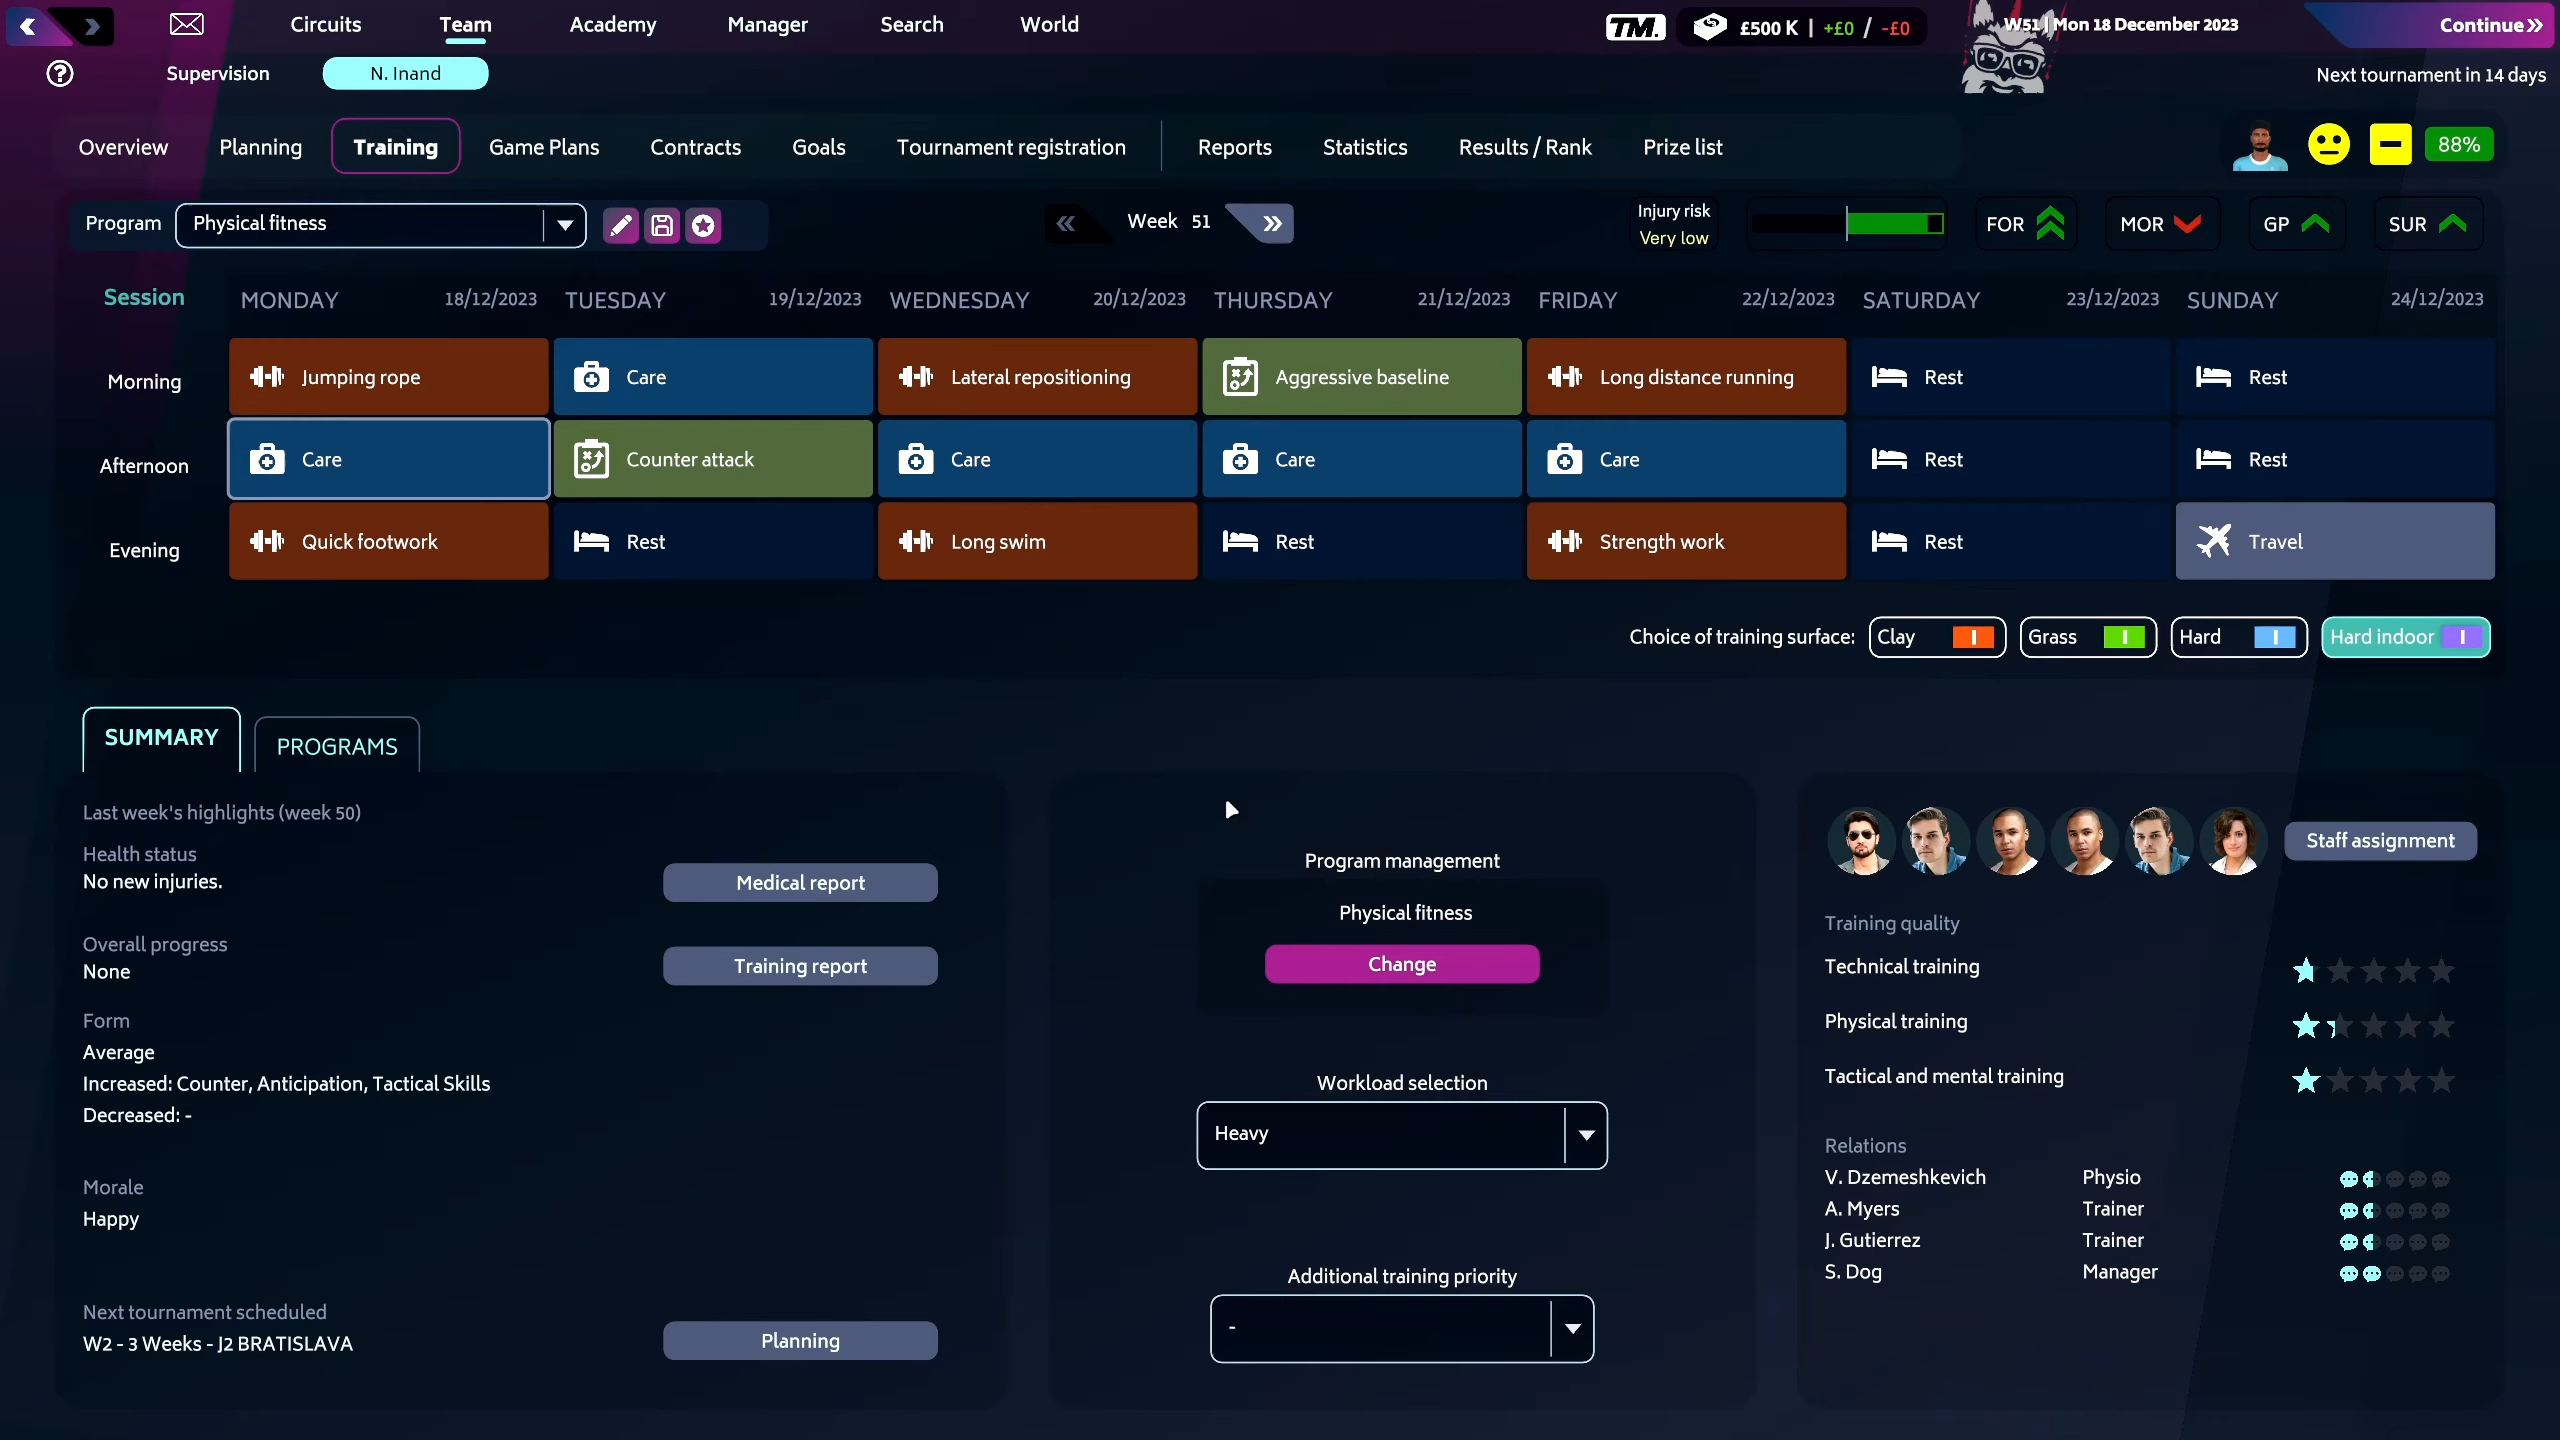 Circuits Team Academy Manager Search World TM. £500 K | +£0 / -£0 W51 | Mon 18 December 2023 Continue
Supervision N. Inand Next tournament in 14 days
Overview Planning Training Game Plans Contracts Goals Tournament registration Reports Statistics Results / Rank Prize list 88%
Program Physical fitness Week 51 Injury risk Very low FOR MOR GP SUR
Session MONDAY 18/12/2023 TUESDAY 19/12/2023 WEDNESDAY 20/12/2023 THURSDAY 21/12/2023 FRIDAY 22/12/2023 SATURDAY 23/12/2023 SUNDAY 24/12/2023
Morning Jumping rope Care Lateral repositioning Aggressive baseline Long distance running Rest Rest
Afternoon Care Counter attack Care Care Care Rest Rest
Evening Quick footwork Rest Long swim Rest Strength work Rest Travel
Choice of training surface: Clay Grass Hard Hard indoor
SUMMARY PROGRAMS
Last week's highlights (week 50)
Health status
No new injuries.
Medical report
Overall progress
None
Training report
Form
Average
Increased: Counter, Anticipation, Tactical Skills
Decreased: -
Morale
Happy
Next tournament scheduled
W2 - 3 Weeks - J2 BRATISLAVA
Planning
Program management
Physical fitness
Change
Workload selection
Heavy
Additional training priority
-
Staff assignment
Training quality
Technical training
Physical training
Tactical and mental training
Relations
V. Dzemeshkevich Physio
A. Myers Trainer
J. Gutierrez Trainer
S. Dog Manager